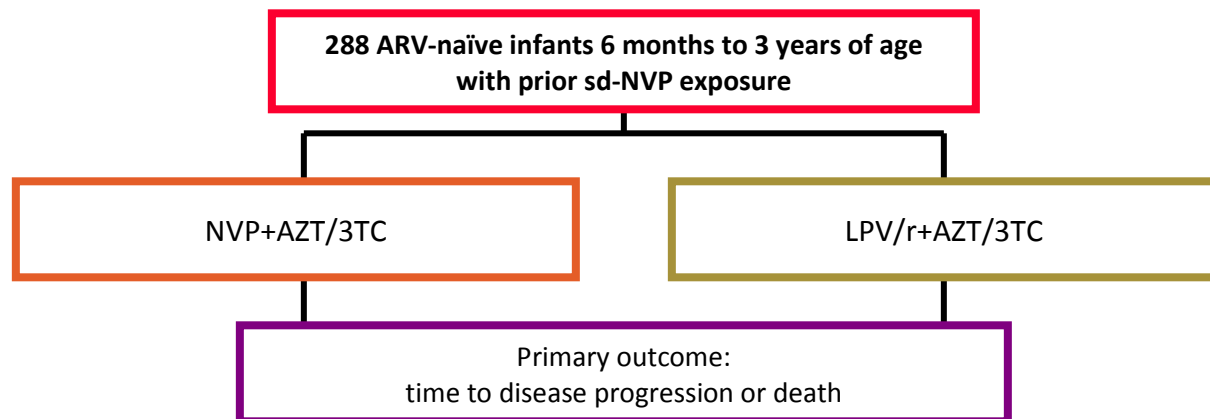 288 ARV-naïve infants 6 months to 3 years of age
with prior sd-NVP exposure
NVP+AZT/3TC
LPV/r+AZT/3TC
Primary outcome:
time to disease progression or death